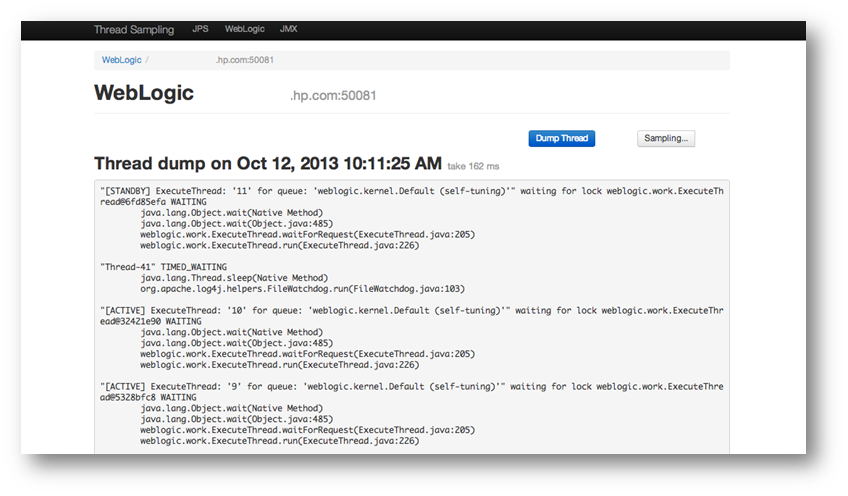 Thread Sampling JPS WebLogic JMX
WebLogic / .hp.com:50081
WebLogic .hp.com:50081
Dump Thread Sampling...
Thread dump on Oct 12, 2013 10:11:25 AM take 162 ms
"[STANDBY] ExecuteThread: '11' for queue: 'weblogic.kernel.Default (self-tuning)'" waiting for lock weblogic.work.ExecuteTh
read@6fd85efa WAITING
java.lang.Object.wait(Native Method)
java.lang.Object.wait(Object.java:485)
weblogic.work.ExecuteThread.waitForRequest(ExecuteThread.java:205)
weblogic.work.ExecuteThread.run(ExecuteThread.java:226)
"Thread-41" TIMED_WAITING
java.lang.Thread.sleep(Native Method)
org.apache.log4j.helpers.FileWatchdog.run(FileWatchdog.java:103)
"[ACTIVE] ExecuteThread: '10' for queue: 'weblogic.kernel.Default (self-tuning)'" waiting for lock weblogic.work.ExecuteThr
ead@32421e90 WAITING
java.lang.Object.wait(Native Method)
java.lang.Object.wait(Object.java:485)
weblogic.work.ExecuteThread.waitForRequest(ExecuteThread.java:205)
weblogic.work.ExecuteThread.run(ExecuteThread.java:226)
"[ACTIVE] ExecuteThread: '9' for queue: 'weblogic.kernel.Default (self-tuning)'" waiting for lock weblogic.work.ExecuteThre
ad@5328bfc8 WAITING
java.lang.Object.wait(Native Method)
java.lang.Object.wait(Object.java:485)
weblogic.work.ExecuteThread.waitForRequest(ExecuteThread.java:205)
weblogic.work.ExecuteThread.run(ExecuteThread.java:226)